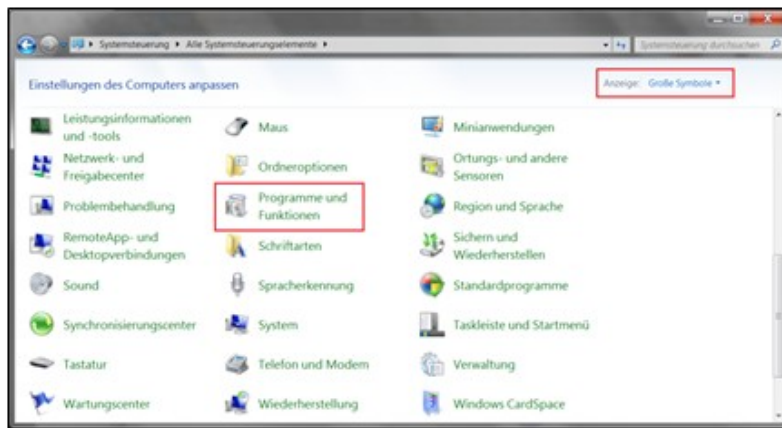 Systemsteuerung ▸ Alle Systemsteuerungselemente ▸
Systemsteuerung durchsuchen
Einstellungen des Computers anpassen
Anzeige: Große Symbole
Leistungsinformationen
und -tools
Maus
Minianwendungen
Netzwerk- und
Freigabecenter
Ordneroptionen
Ortungs- und andere
Sensoren
Problembehandlung
Programme und
Funktionen
Region und Sprache
RemoteApp- und
Desktopverbindungen
Schriftarten
Sichern und
Wiederherstellen
Sound
Spracherkennung
Standardprogramme
Synchronisierungscenter
System
Taskleiste und Startmenü
Tastatur
Telefon und Modem
Verwaltung
Wartungscenter
Wiederherstellung
Windows CardSpace